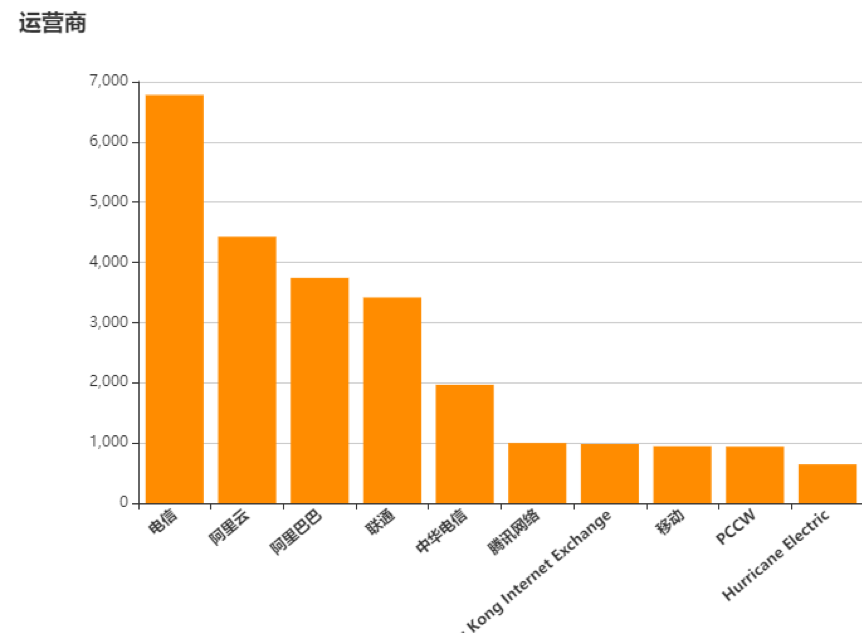 运营商
7,000
6,000
5,000
4,000
3,000
2,000
1,000
0
电信
阿里云
阿里巴巴
联通
中华电信
腾讯网络
Kong Internet Exchange
移动
PCCW
Hurricane Electric